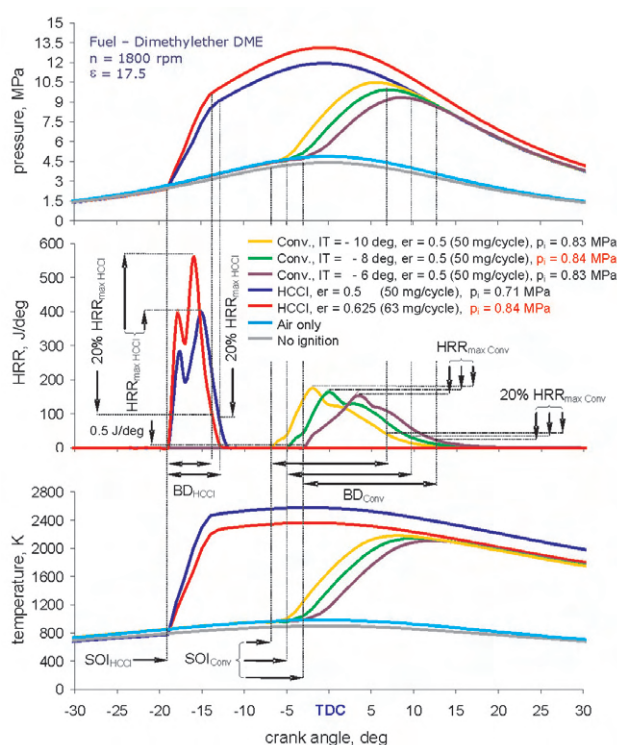 18
16.5
15
13.5
12
10.5
9
7.5
6
4.5
3
1.5
0
pressure, MPa
Fuel – Dimethylether DME
n = 1800 rpm
ε = 17.5
600
500
400
300
200
100
0
HRR, J/deg
20% HRRmax HCCI
HRRmax HCCI
20% HRRmax HCCI
0.5 J/deg
Conv., IT = - 10 deg, er = 0.5 (50 mg/cycle), pi = 0.83 MPa
Conv., IT = - 8 deg, er = 0.5 (50 mg/cycle), pi = 0.84 MPa
Conv., IT = - 6 deg, er = 0.5 (50 mg/cycle), pi = 0.83 MPa
HCCI, er = 0.5 (50 mg/cycle), pi = 0.71 MPa
HCCI, er = 0.625 (63 mg/cycle), pi = 0.84 MPa
Air only
No ignition
HRRmax Conv
20% HRRmax Conv
BDHCCI
BDConv
2800
2400
2000
1600
1200
800
400
0
temperature, K
SOIHCCI
SOIConv
-30 -25 -20 -15 -10 -5 TDC 5 10 15 20 25 30
crank angle, deg